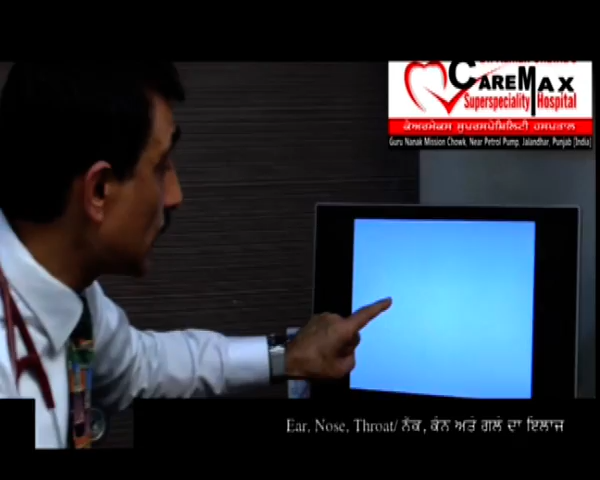 CAREMAX
Superspeciality Hospital
ਕੇਅਰਮੈਕਸ ਸੁਪਰਸਪੈਸ਼ਿਲਿਟੀ ਹਸਪਤਾਲ
Guru Nanak Mission Chowk, Near Petrol Pump, Jalandhar, Punjab [India]
Ear, Nose, Throat/ ਨੱਕ, ਕੰਨ ਅਤੇ ਗਲੇ ਦਾ ਇਲਾਜ